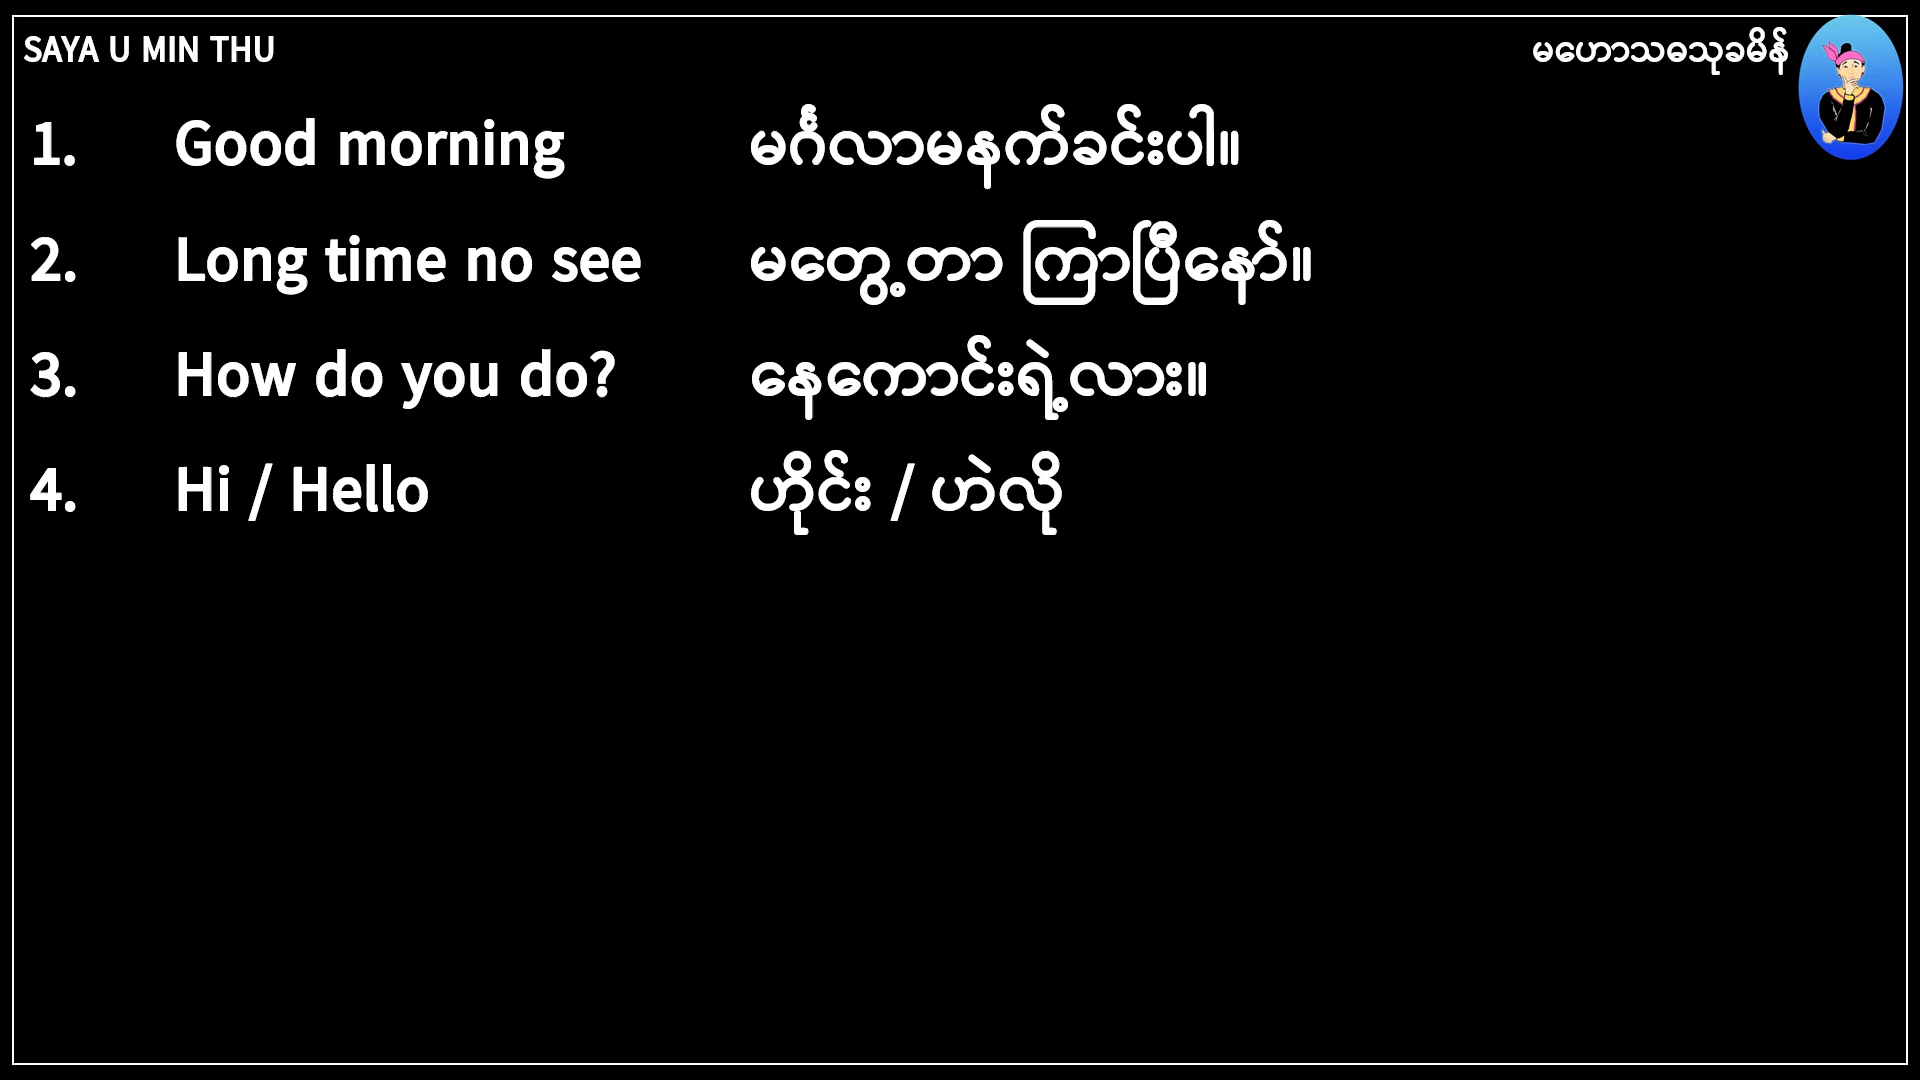 SAYA U MIN THU မဟောသဓသုခမိန်
1. Good morning မင်္ဂလာမနက်ခင်းပါ။
2. Long time no see မတွေ့တာ ကြာပြီနော်။
3. How do you do? နေကောင်းရဲ့လား။
4. Hi / Hello ဟိုင်း / ဟဲလို